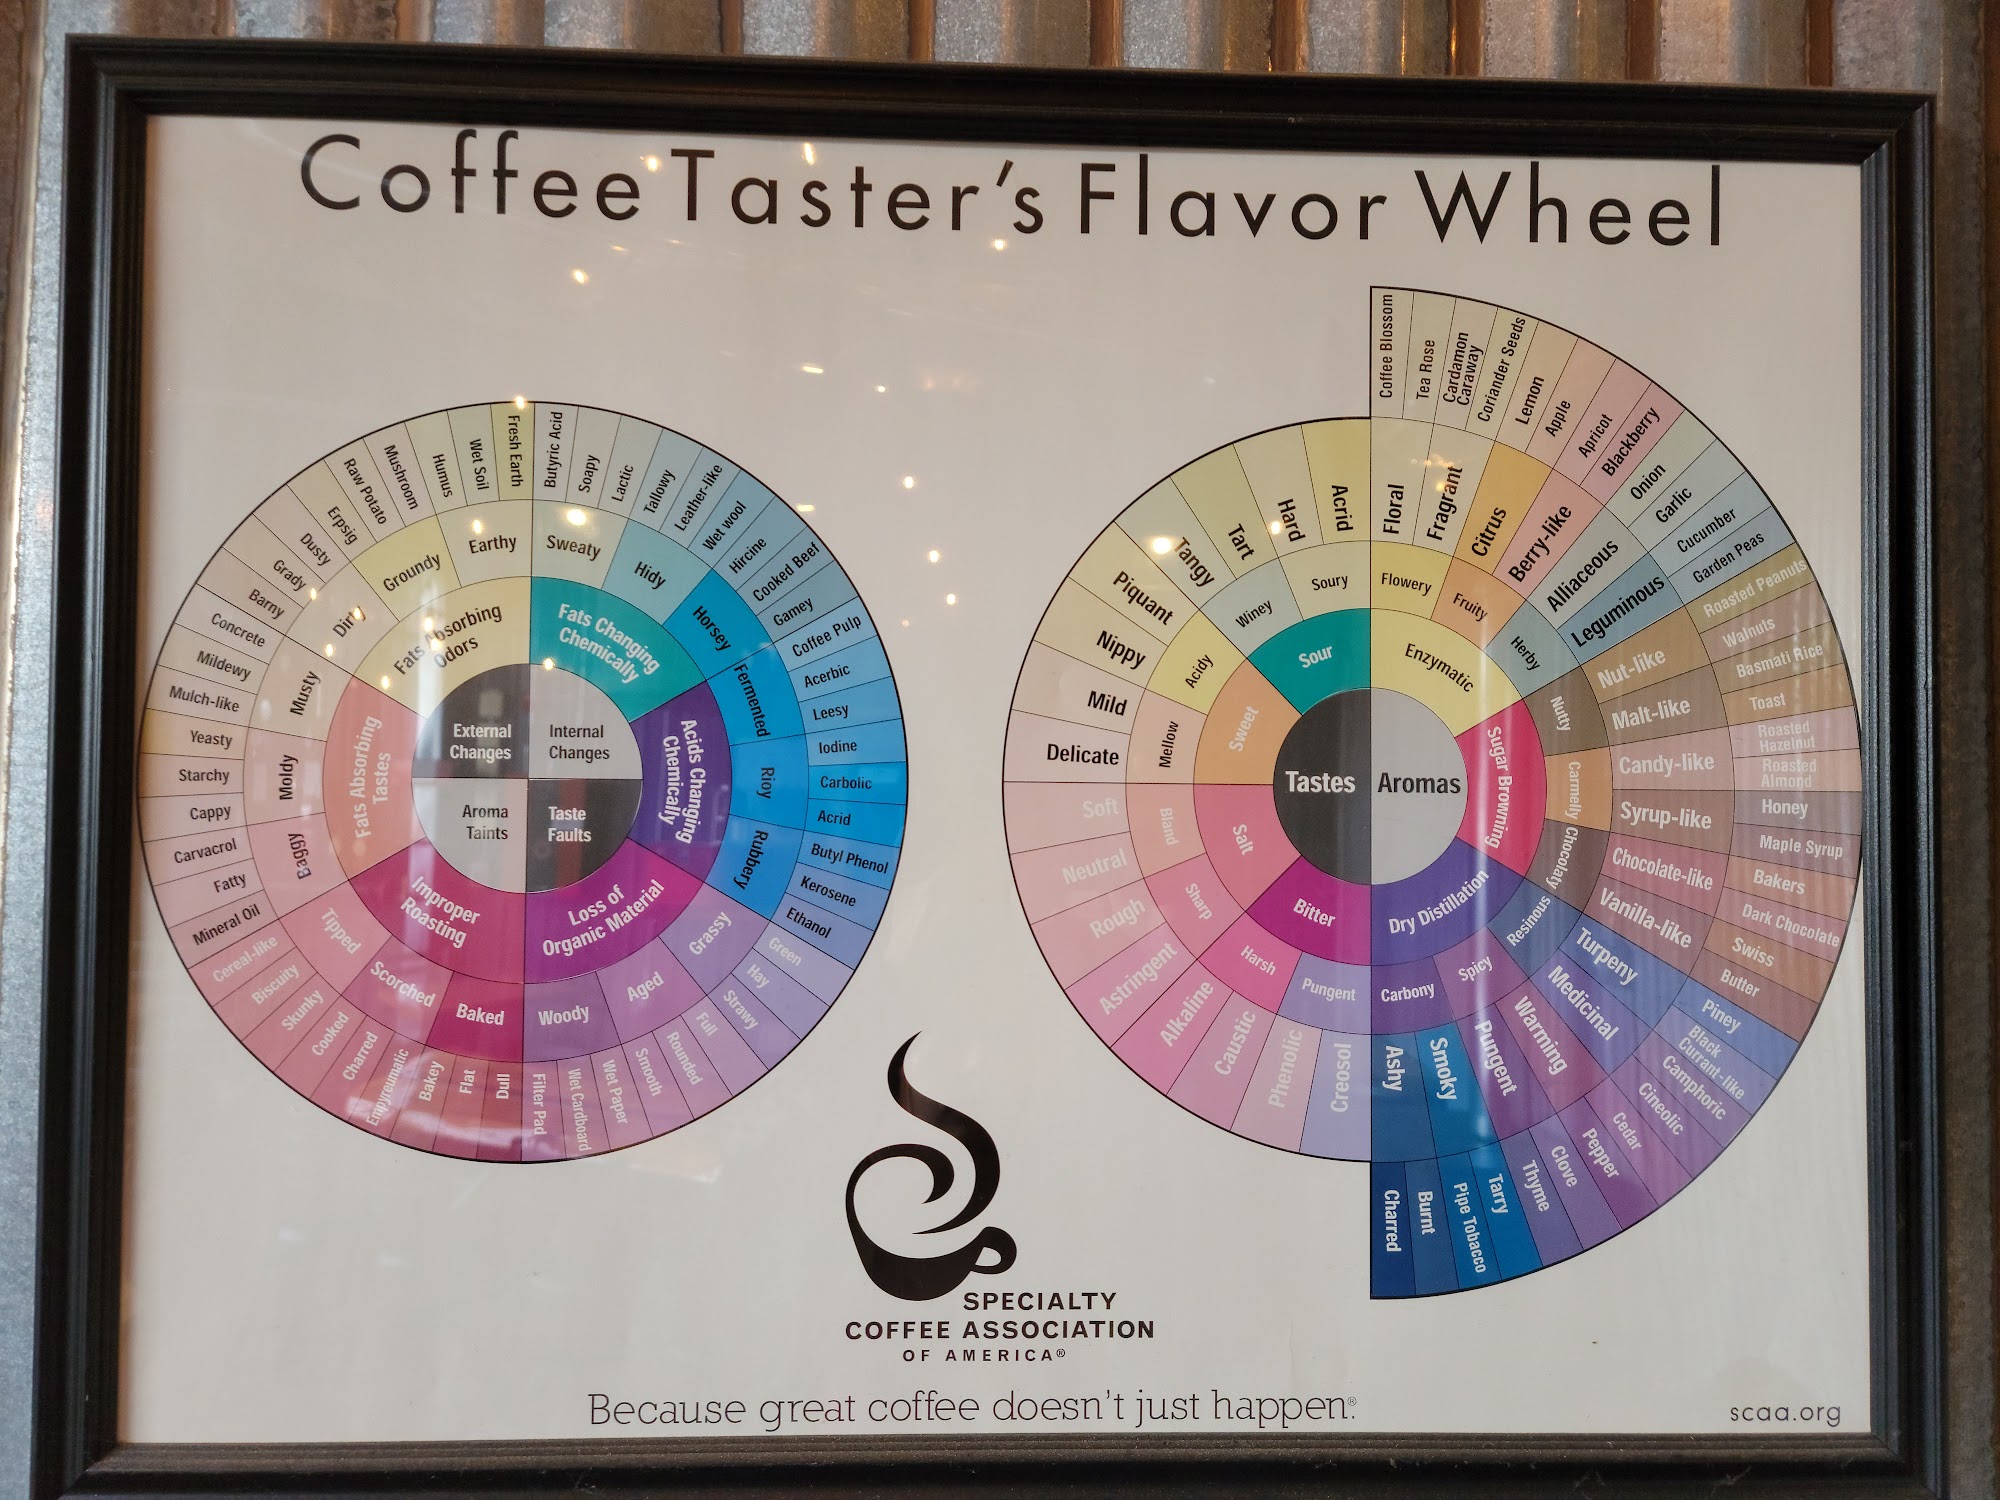 Coffee Taster's Flavor Wheel
External
Changes
Internal
Changes
Aroma
Taints
Taste
Faults
Fats Absorbing
Odors
Fats Changing
Chemically
Acids Changing
Chemically
Loss of
Organic Material
Improper
Roasting
Fats Absorbing
Tastes
Earthy
Sweaty
Hidy
Horsey
Fermented
Rioy
Rubbery
Grassy
Aged
Woody
Baked
Scorched
Tipped
Baggy
Moldy
Musty
Dirty
Groundy
Fresh Earth
Butyric Acid
Soapy
Lactic
Tallowy
Leather-like
Wet wool
Hircine
Cooked Beef
Gamey
Coffee Pulp
Acerbic
Leesy
Iodine
Carbolic
Acrid
Butyl Phenol
Kerosene
Ethanol
Green
Hay
Strawy
Full
Rounded
Smooth
Wet Paper
Wet Cardboard
Filter Pad
Dull
Flat
Bakey
Empyreumatic
Charred
Cooked
Skunky
Biscuity
Cereal-like
Mineral Oil
Fatty
Carvacrol
Cappy
Starchy
Yeasty
Mulch-like
Mildewy
Concrete
Barny
Grady
Dusty
Erpsig
Raw Potato
Mushroom
Humus
Wet Soil
Tastes
Aromas
Sour
Sweet
Salt
Bitter
Enzymatic
Sugar Browning
Dry Distillation
Soury
Winey
Acidy
Mellow
Bland
Sharp
Harsh
Pungent
Acrid
Hard
Tart
Tangy
Piquant
Nippy
Mild
Delicate
Soft
Neutral
Rough
Astringent
Alkaline
Caustic
Phenolic
Creosol
Flowery
Fruity
Herby
Nutty
Carmelly
Chocolaty
Resinous
Spicy
Carbony
Floral
Fragrant
Citrus
Berry-like
Alliaceous
Leguminous
Nut-like
Malt-like
Candy-like
Syrup-like
Chocolate-like
Vanilla-like
Turpeny
Medicinal
Warming
Pungent
Smoky
Ashy
Coffee Blossom
Tea Rose
Cardamon
Caraway
Coriander Seeds
Lemon
Apple
Apricot
Blackberry
Onion
Garlic
Cucumber
Garden Peas
Roasted Peanuts
Walnuts
Basmati Rice
Toast
Roasted
Hazelnut
Roasted
Almond
Honey
Maple Syrup
Bakers
Dark Chocolate
Swiss
Butter
Piney
Black
Currant-like
Camphoric
Cineolic
Cedar
Pepper
Clove
Thyme
Tarry
Pipe Tobacco
Burnt
Charred
SPECIALTY
COFFEE ASSOCIATION
OF AMERICA®
Because great coffee doesn't just happen.®
scaa.org